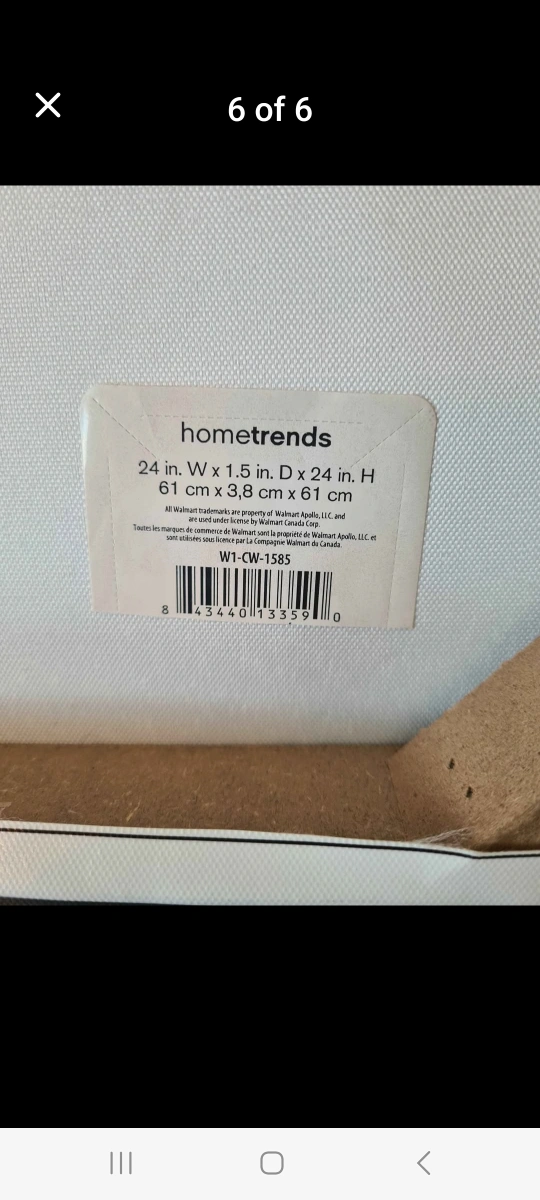 6 of 6
hometrends
24 in. W x 1.5 in. D x 24 in. H
61 cm x 3,8 cm x 61 cm
All Walmart trademarks are property of Walmart Apollo, LLC. and
are used under license by Walmart Canada Corp.
Toutes les marques de commerce de Walmart sont la propriété de Walmart Apollo, LLC. et
sont utilisées sous licence par La Compagnie Walmart du Canada.
W1-CW-1585
8 43440 13359 0